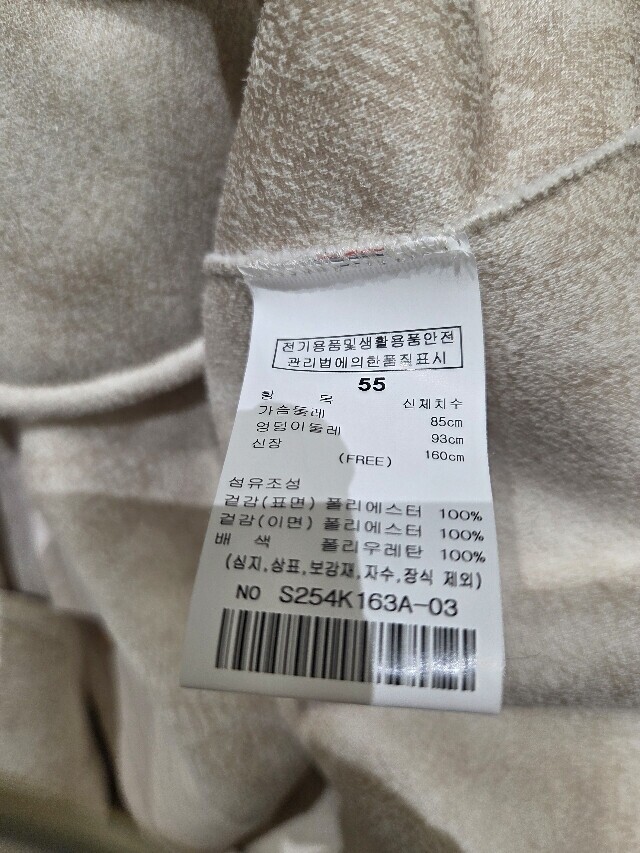 전기용품및생활용품안전
관리법에의한품질표시
55
신체치수
가슴둘레 85cm
엉덩이둘레 93cm
신장 (FREE) 160cm
섬유조성
겉감(표면) 폴리에스터 100%
겉감(이면) 폴리에스터 100%
배 색 폴리우레탄 100%
(심지,상표,보강재,자수,장식 제외)
NO S254K163A-03